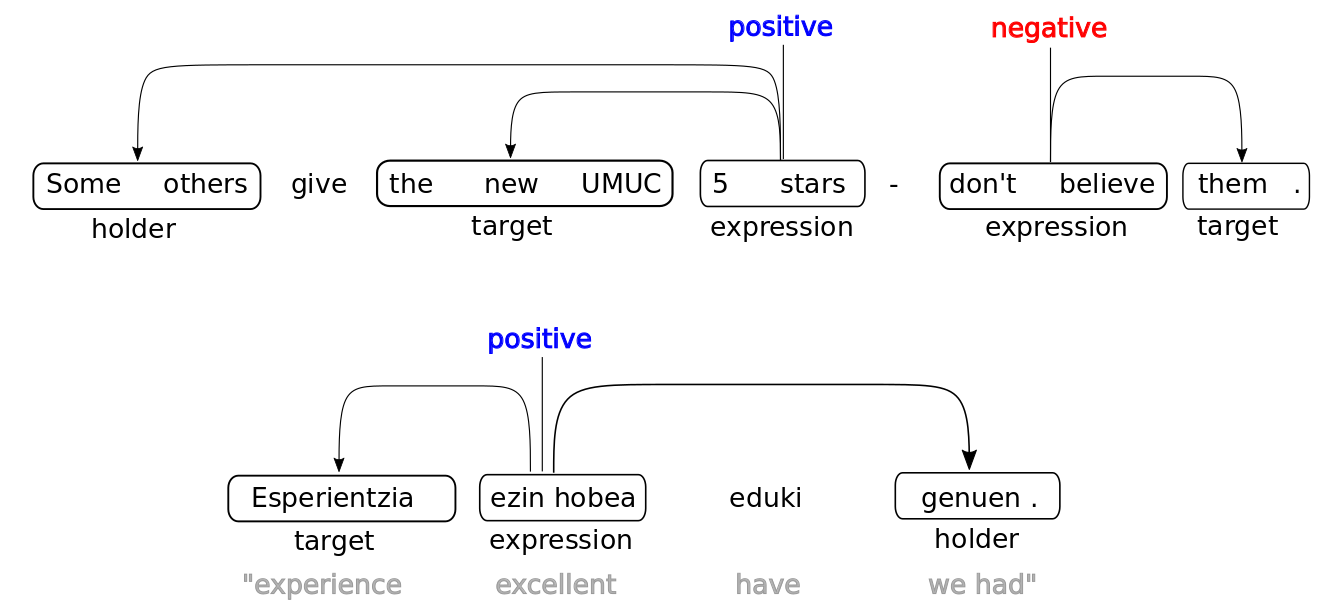 positive negative
Some others give the new UMUC 5 stars - don't believe them .
holder target expression expression target
positive
Esperientzia ezin hobea eduki genuen .
target expression holder
"experience excellent have we had"